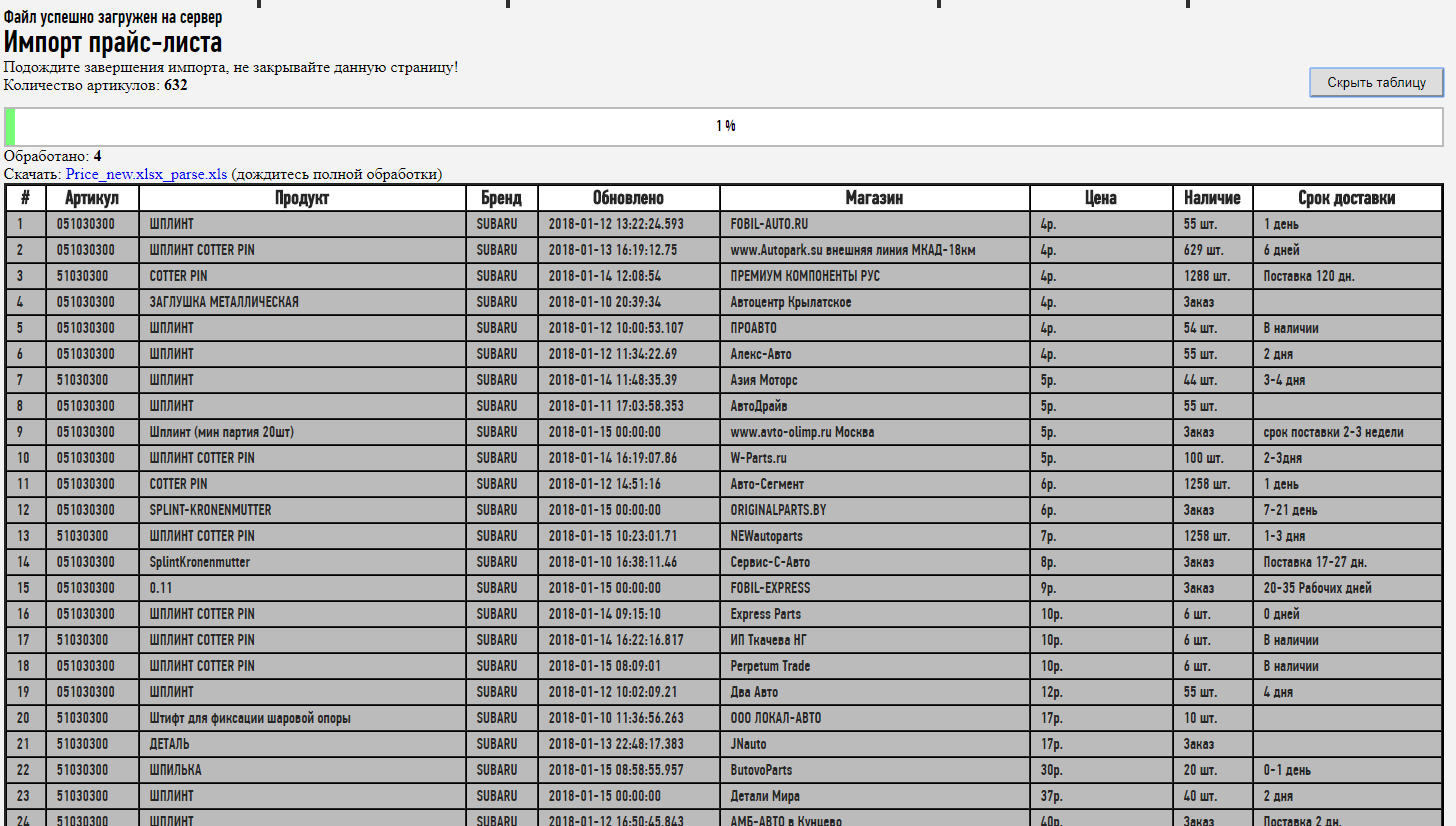 Файл успешно загружен на сервер
Импорт прайс-листа
Подождите завершения импорта, не закрывайте данную страницу!
Количество артикулов: 632
Скрыть таблицу
1 %
Обработано: 4
Скачать: Price_new.xlsx_parse.xls (дождитесь полной обработки)
# Артикул Продукт Бренд Обновлено Магазин Цена Наличие Срок доставки
1 051030300 ШПЛИНТ SUBARU 2018-01-12 13:22:24.593 FOBIL-AUTO.RU 4р. 55 шт. 1 день
2 051030300 ШПЛИНТ COTTER PIN SUBARU 2018-01-13 16:19:12.75 www.Autopark.su внешняя линия МКАД-18км 4р. 629 шт. 6 дней
3 51030300 COTTER PIN SUBARU 2018-01-14 12:08:54 ПРЕМИУМ КОМПОНЕНТЫ РУС 4р. 1288 шт. Поставка 120 дн.
4 051030300 ЗАГЛУШКА МЕТАЛЛИЧЕСКАЯ SUBARU 2018-01-10 20:39:34 Автоцентр Крылатское 4р. Заказ
5 051030300 ШПЛИНТ SUBARU 2018-01-12 10:00:53.107 ПРОАВТО 4р. 54 шт. В наличии
6 051030300 ШПЛИНТ SUBARU 2018-01-12 11:34:22.69 Алекс-Авто 4р. 55 шт. 2 дня
7 51030300 ШПЛИНТ SUBARU 2018-01-14 11:48:35.39 Азия Моторс 5р. 44 шт. 3-4 дня
8 051030300 ШПЛИНТ SUBARU 2018-01-11 17:03:58.353 АвтоДрайв 5р. 55 шт.
9 051030300 Шплинт (мин партия 20шт) SUBARU 2018-01-15 00:00:00 www.avto-olimp.ru Москва 5р. Заказ срок поставки 2-3 недели
10 051030300 ШПЛИНТ COTTER PIN SUBARU 2018-01-14 16:19:07.86 W-Parts.ru 5р. 100 шт. 2-3дня
11 051030300 COTTER PIN SUBARU 2018-01-12 14:51:16 Авто-Сегмент 6р. 1258 шт. 1 день
12 051030300 SPLINT-KRONENMUTTER SUBARU 2018-01-15 00:00:00 ORIGINALPARTS.BY 6р. Заказ 7-21 день
13 51030300 ШПЛИНТ COTTER PIN SUBARU 2018-01-15 10:23:01.71 NEWautoparts 7р. 1258 шт. 1-3 дня
14 051030300 SplintKronenmutter SUBARU 2018-01-10 16:38:11.46 Сервис-С-Авто 8р. Заказ Поставка 17-27 дн.
15 051030300 0.11 SUBARU 2018-01-15 00:00:00 FOBIL-EXPRESS 9р. Заказ 20-35 Рабочих дней
16 051030300 ШПЛИНТ COTTER PIN SUBARU 2018-01-14 09:15:10 Express Parts 10р. 6 шт. 0 дней
17 51030300 ШПЛИНТ COTTER PIN SUBARU 2018-01-14 16:22:16.817 ИП Ткачева НГ 10р. 6 шт. В наличии
18 051030300 ШПЛИНТ COTTER PIN SUBARU 2018-01-15 08:09:01 Perpetum Trade 10р. 6 шт. В наличии
19 051030300 ШПЛИНТ SUBARU 2018-01-12 10:02:09.21 Два Авто 12р. 55 шт. 4 дня
20 51030300 Штифт для фиксации шаровой опоры SUBARU 2018-01-10 11:36:56.263 ООО ЛОКАЛ-АВТО 17р. 10 шт.
21 51030300 ДЕТАЛЬ SUBARU 2018-01-13 22:48:17.383 JNauto 17р. Заказ
22 51030300 ШПИЛЬКА SUBARU 2018-01-15 08:58:55.957 ButovoParts 30р. 20 шт. 0-1 день
23 51030300 ШПЛИНТ SUBARU 2018-01-15 00:00:00 Детали Мира 37р. 40 шт. 2 дня
24 51030300 ШПЛИНТ SUBARU 2018-01-12 16:50:45.843 АМБ-АВТО в Кунцево 40р. Заказ Поставка 2 дн.